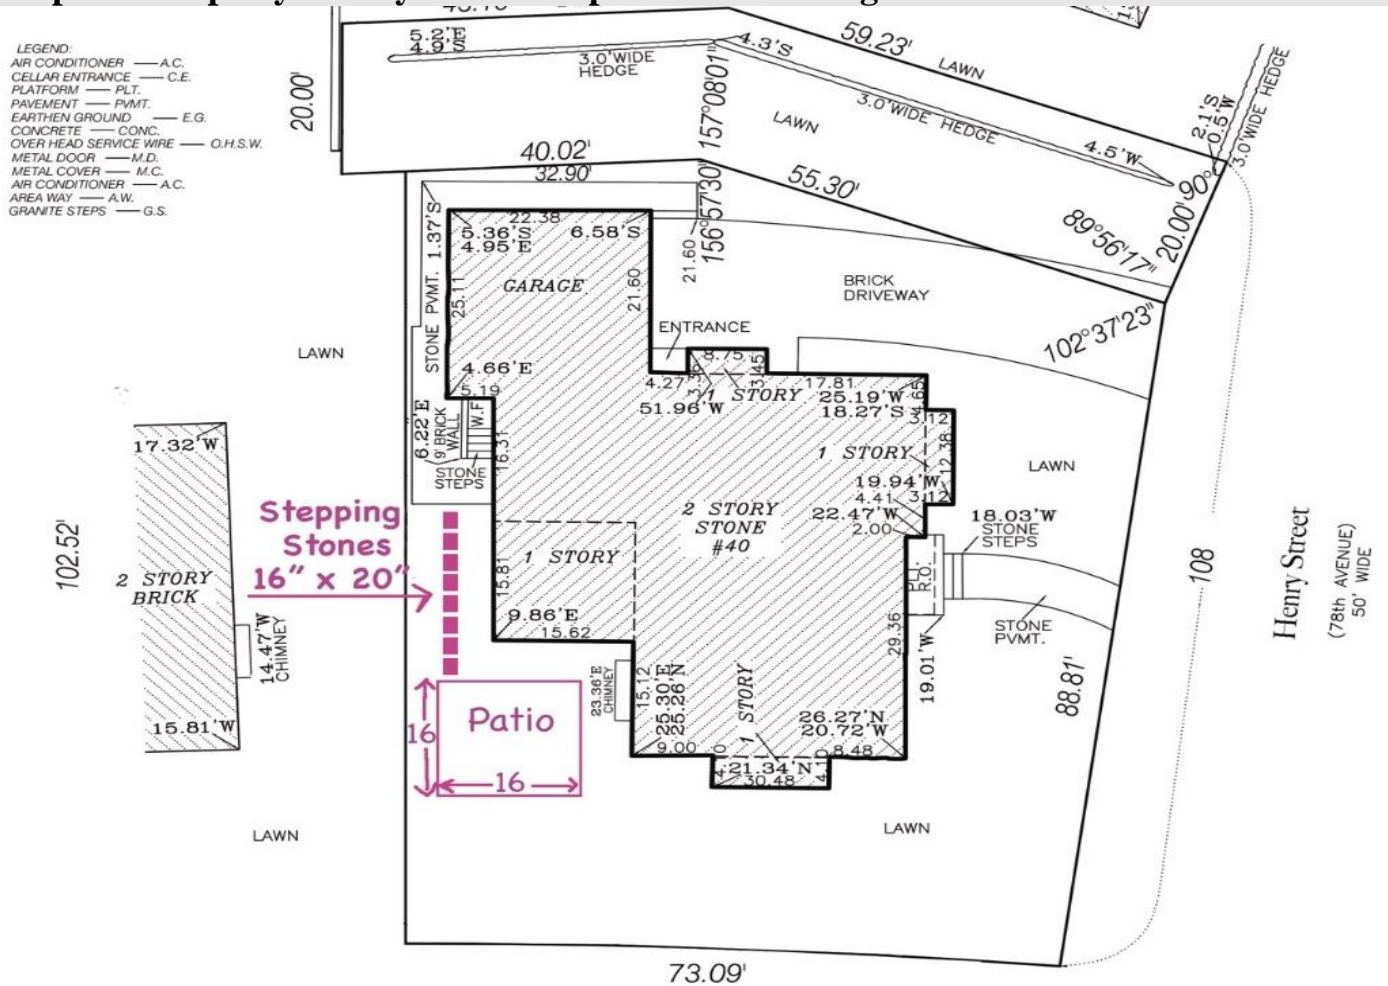 LEGEND:
AIR CONDITIONER — A.C.
CELLAR ENTRANCE — C.E.
PLATFORM — PLT.
PAVEMENT — PVMT.
EARTHEN GROUND — E.G.
CONCRETE — CONC.
OVER HEAD SERVICE WIRE — O.H.S.W.
METAL DOOR — M.D.
METAL COVER — M.C.
AIR CONDITIONER — A.C.
AREA WAY — A.W.
GRANITE STEPS — G.S.
20.00'
5.2'E
4.9'S
3.0'WIDE
HEDGE
4.3'S
59.23'
LAWN
157°08'01"
LAWN
3.0'WIDE HEDGE
4.5'W
2.1'S
0.5'W
3.0'WIDE HEDGE
90°
40.02'
32.90'
156°57'30"
55.30'
89°56'17"
20.00'
102°37'23"
1.37'S
22.38
5.36'S
4.95'E
6.58'S
GARAGE
STONE PVMT.
25.11
21.60
21.60
BRICK
DRIVEWAY
ENTRANCE
LAWN
4.66'E
5.19
6.22'E
9' BRICK
WALL
W.F.
STONE
STEPS
16.31
4.27
8.75
3.45
1 STORY
51.96'W
17.81
25.19'W
18.27'S
3.12
12.38
1 STORY
19.94'W
3.12
4.41
22.47'W
2.00
LAWN
18.03'W
STONE
STEPS
17.32'W
2 STORY
BRICK
15.81'W
14.47'W
CHIMNEY
102.52'
Stepping
Stones
16" x 20"
2 STORY
STONE
#40
1 STORY
15.81
9.86'E
15.62
23.36'E
CHIMNEY
15.12
25.30'E
25.26'N
9.00
1 STORY
21.34'N
30.48
4.10
26.27'N
20.72'W
8.48
29.36
19.01'W
STONE
PVMT.
88.81'
108
Henry Street
(78th AVENUE)
50' WIDE
Patio
16
16
LAWN
LAWN
73.09'